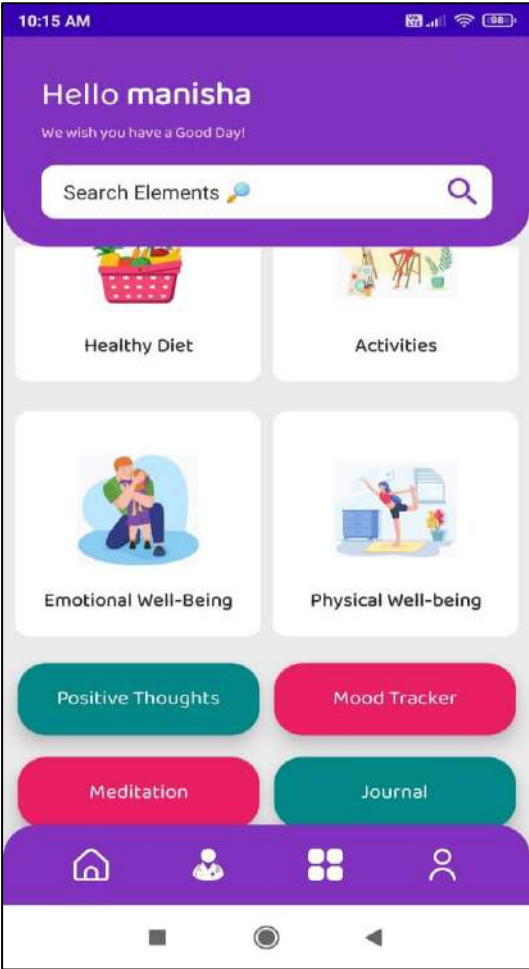 10:15 AM
98
Hello manisha
We wish you have a Good Day!
Search Elements 🔎
Healthy Diet
Activities
Emotional Well-Being
Physical Well-being
Positive Thoughts
Mood Tracker
Meditation
Journal